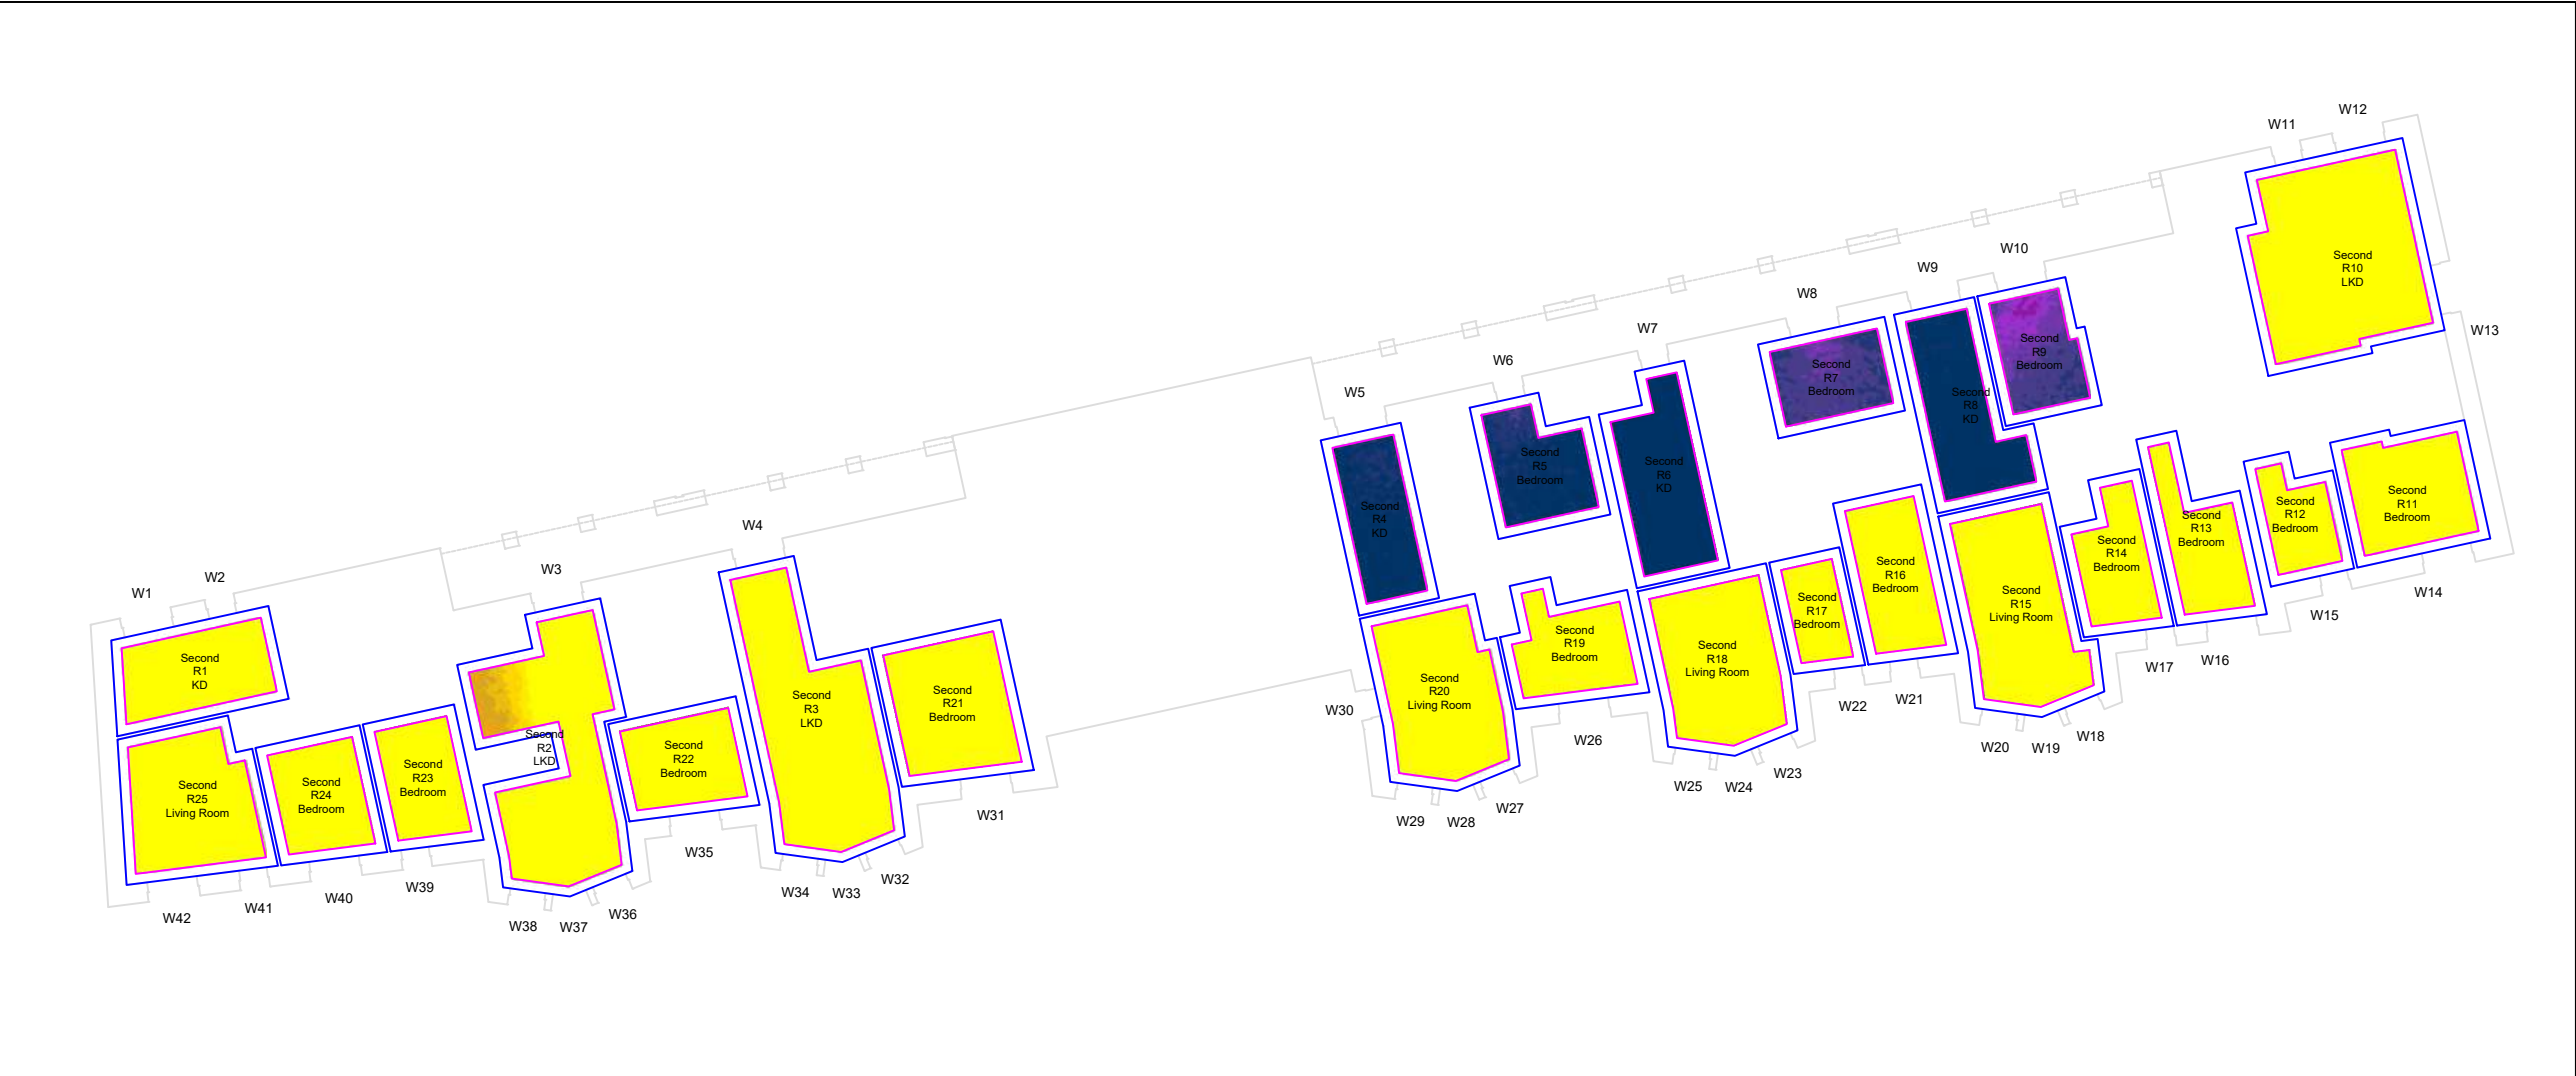 W12
W11
W10
W9
W8
W7
W13
W6
W5
W4
W3
W2
W1
Second
R10
LKD
Second
R9
Bedroom
Second
R7
Bedroom
Second
R8
KD
Second
R6
KD
Second
R5
Bedroom
Second
R4
KD
Second
R11
Bedroom
Second
R12
Bedroom
Second
R13
Bedroom
Second
R14
Bedroom
Second
R16
Bedroom
Second
R15
Living Room
Second
R17
Bedroom
Second
R19
Bedroom
Second
R18
Living Room
Second
R20
Living Room
Second
R1
KD
Second
R2
LKD
Second
R3
LKD
Second
R21
Bedroom
Second
R22
Bedroom
Second
R23
Bedroom
Second
R24
Bedroom
Second
R25
Living Room
W14
W15
W16
W17
W18
W19
W20
W21
W22
W23
W24
W25
W26
W27
W28
W29
W30
W31
W32
W33
W34
W35
W36
W37
W38
W39
W40
W41
W42